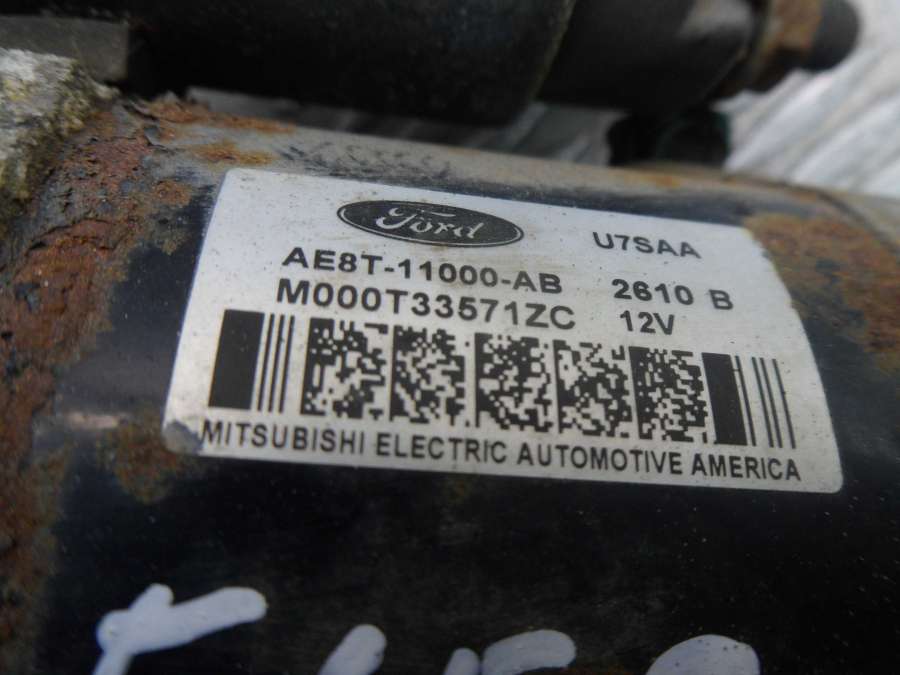 Ford
U7SAA
AE8T-11000-AB 2610 B
M000T33571ZC 12V
MITSUBISHI ELECTRIC AUTOMOTIVE AMERICA